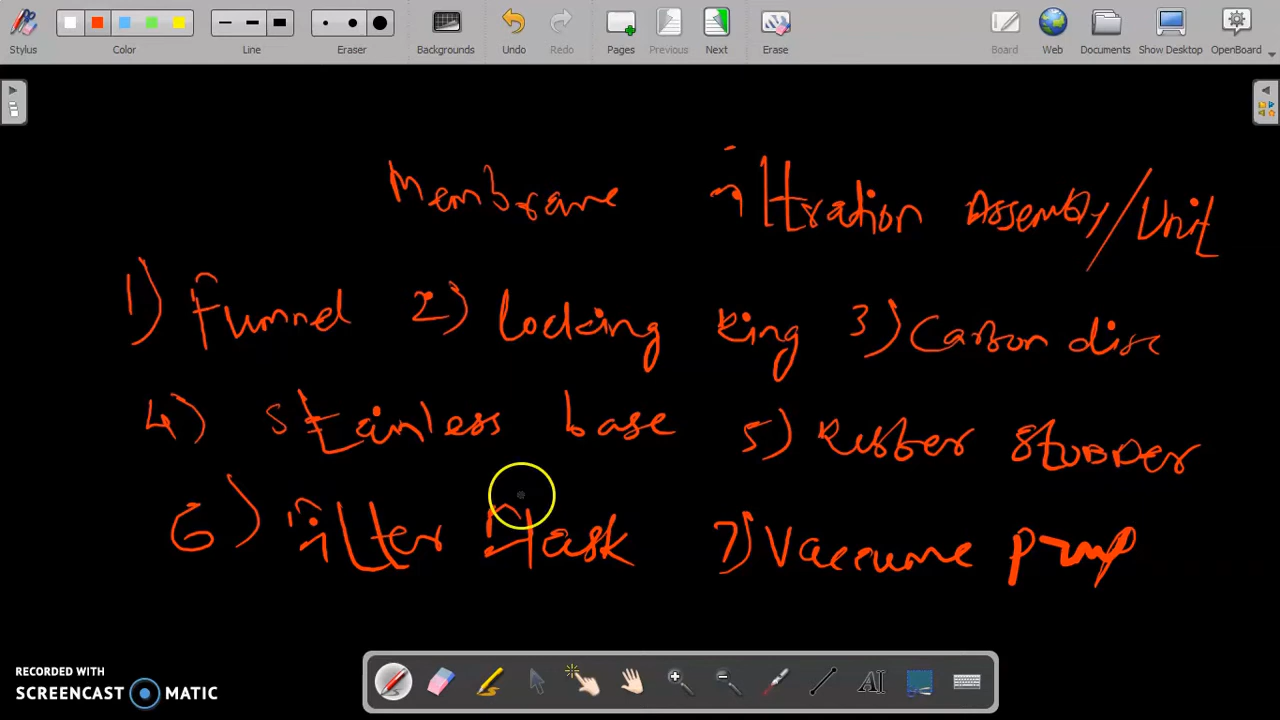 Stylus
Color
Line
Eraser
Backgrounds
Undo
Redo
Pages
Previous
Next
Erase
Board
Web
Documents
Show Desktop
OpenBoard
Membrane filtration Assembly/Unit
1) funnel 2) Locking Ring 3) Carbon disc
4) Stainless base 5) Rubber Stopper
6) filter flask 7) Vaccume pump
RECORDED WITH
SCREENCAST MATIC